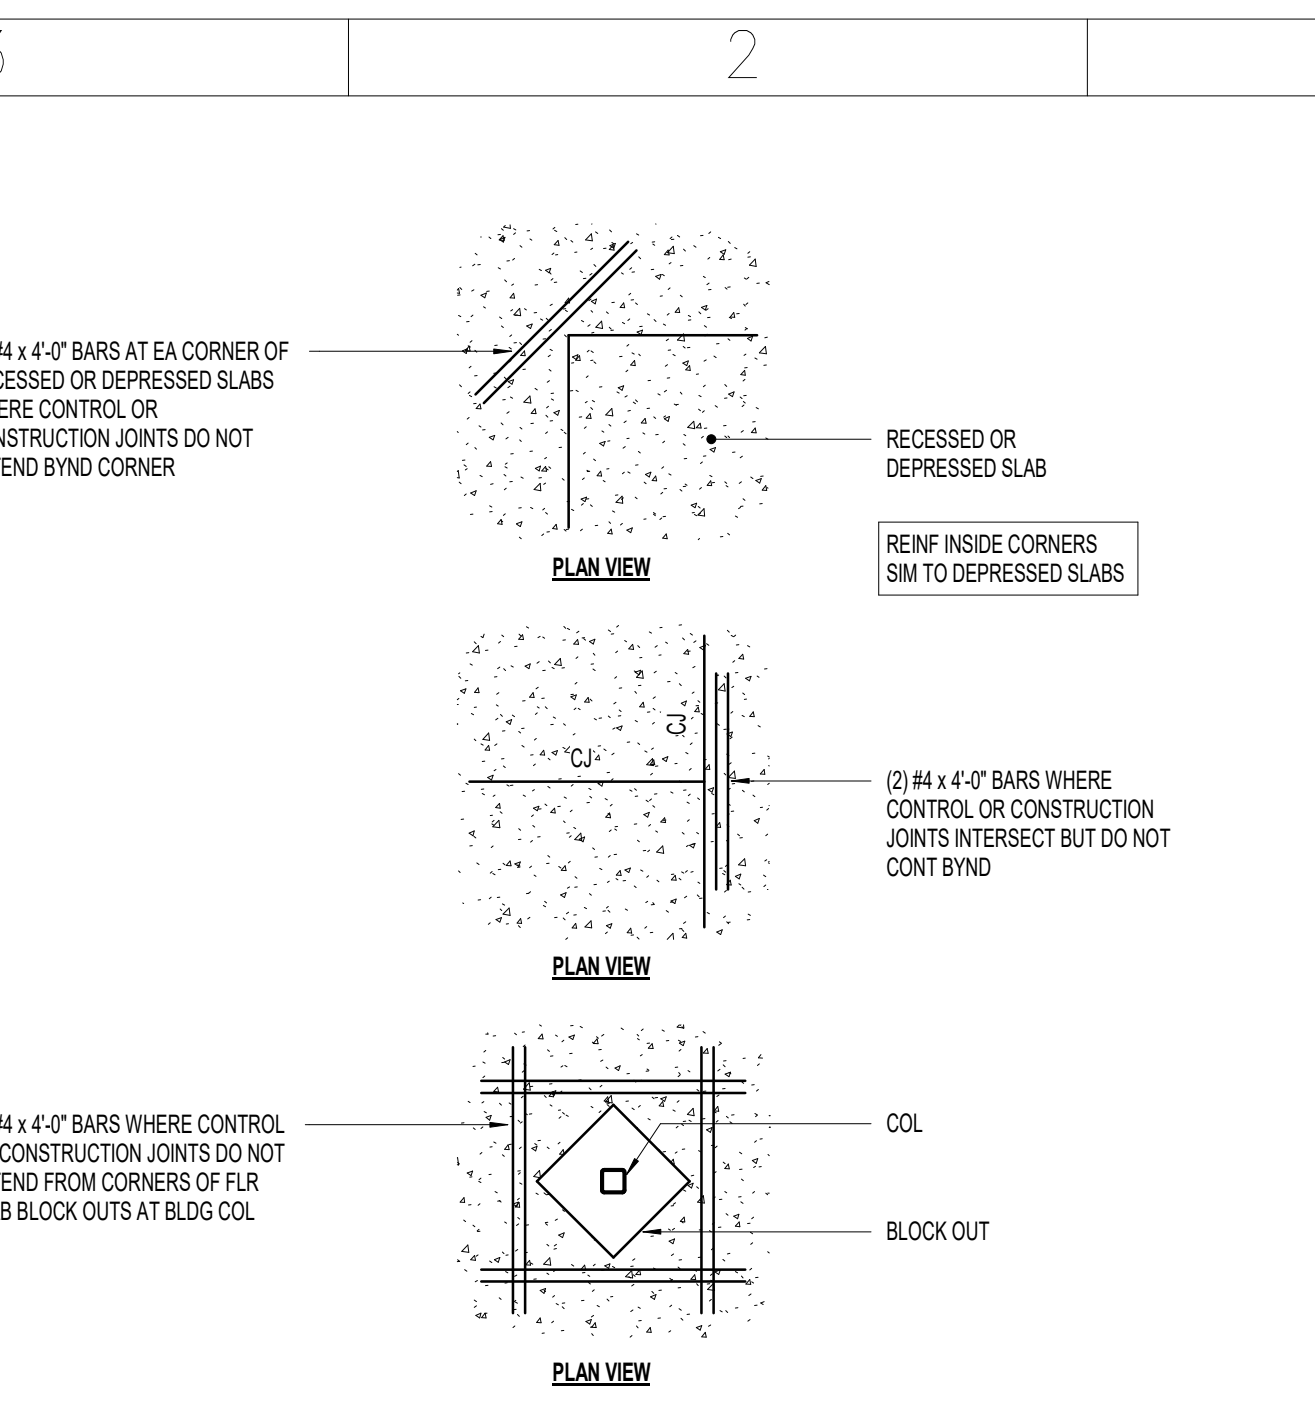 2
#4 x 4'-0" BARS AT EA CORNER OF
CESSED OR DEPRESSED SLABS
ERE CONTROL OR
NSTRUCTION JOINTS DO NOT
TEND BYND CORNER
RECESSED OR
DEPRESSED SLAB
PLAN VIEW
REINF INSIDE CORNERS
SIM TO DEPRESSED SLABS
CJ
CJ
(2) #4 x 4'-0" BARS WHERE
CONTROL OR CONSTRUCTION
JOINTS INTERSECT BUT DO NOT
CONT BYND
PLAN VIEW
#4 x 4'-0" BARS WHERE CONTROL
CONSTRUCTION JOINTS DO NOT
TEND FROM CORNERS OF FLR
B BLOCK OUTS AT BLDG COL
COL
BLOCK OUT
PLAN VIEW